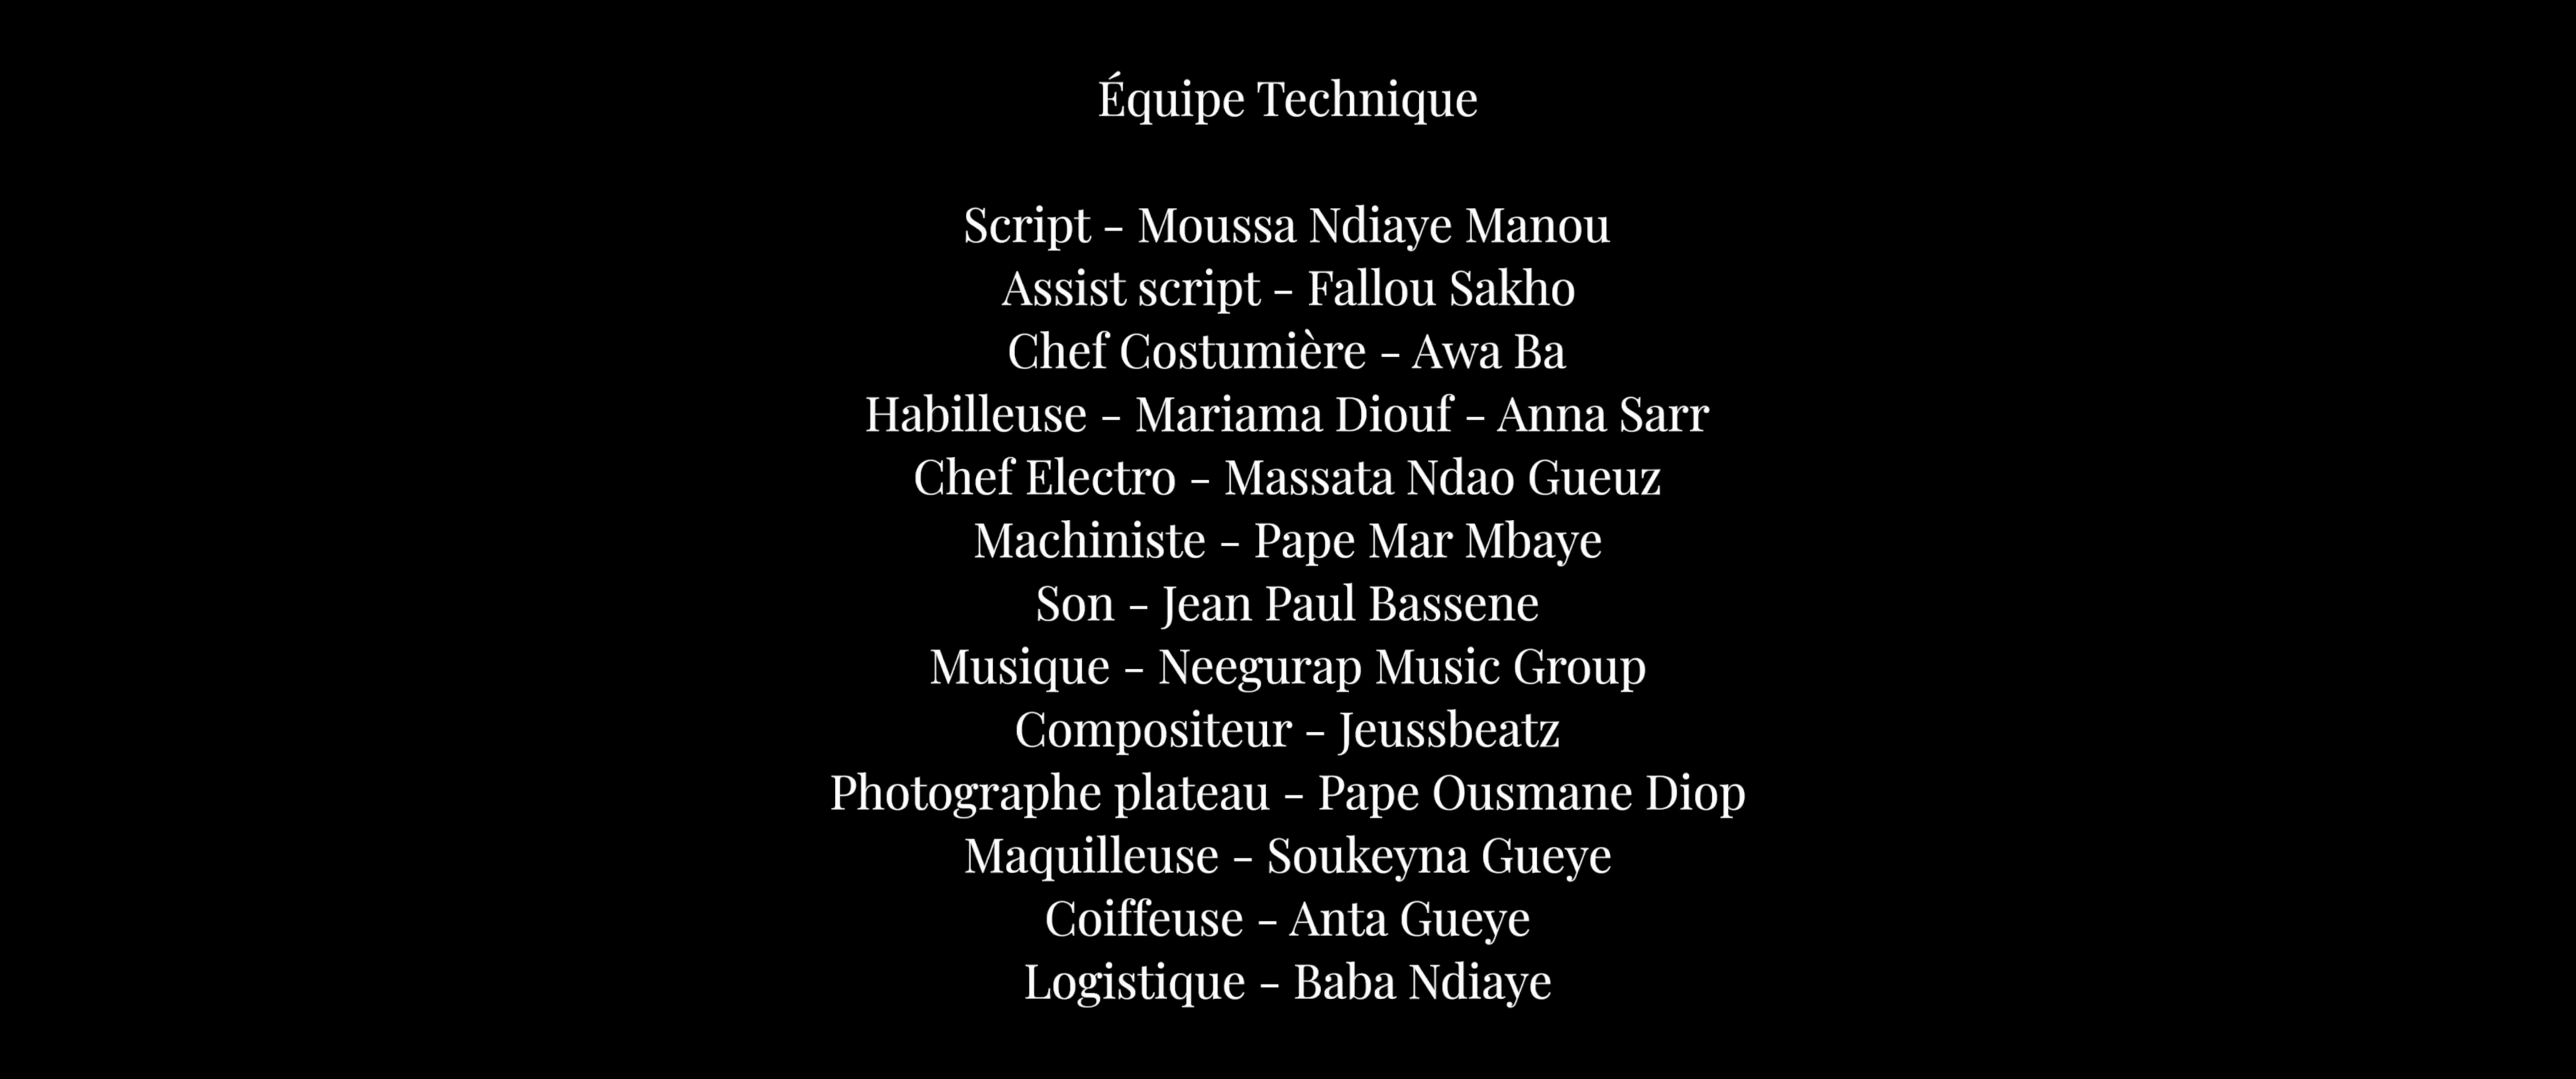 Équipe Technique
Script - Moussa Ndiaye Manou
Assist script - Fallou Sakho
Chef Costumière - Awa Ba
Habilleuse - Mariama Diouf - Anna Sarr
Chef Electro - Massata Ndao Gueuz
Machiniste - Pape Mar Mbaye
Son - Jean Paul Bassene
Musique - Neegurap Music Group
Compositeur - Jeussbeatz
Photographe plateau - Pape Ousmane Diop
Maquilleuse - Soukeyna Gueye
Coiffeuse - Anta Gueye
Logistique - Baba Ndiaye